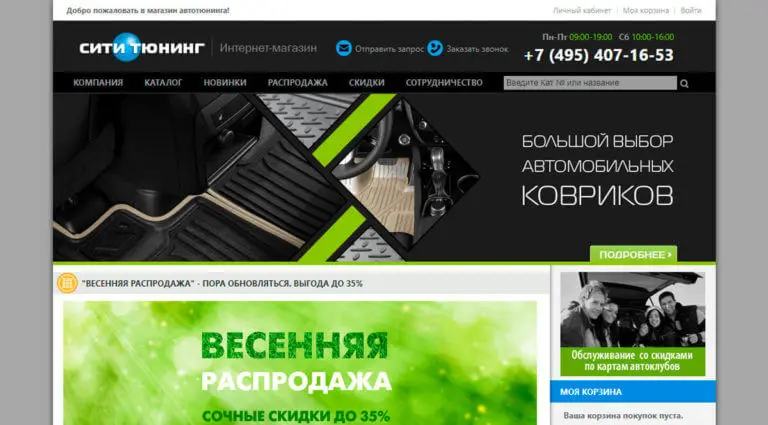 Добро пожаловать в магазин автотюнинга!
Личный кабинет | Моя корзина | Войти
СИТИ ТЮНИНГ
Интернет-магазин
Отправить запрос
Заказать звонок
Пн-Пт 09:00-19:00 Сб 10:00-16:00
+7 (495) 407-16-53
КОМПАНИЯ КАТАЛОГ НОВИНКИ РАСПРОДАЖА СКИДКИ СОТРУДНИЧЕСТВО
Введите Кат № или название
БОЛЬШОЙ ВЫБОР
АВТОМОБИЛЬНЫХ
КОВРИКОВ
ПОДРОБНЕЕ
"ВЕСЕННЯЯ РАСПРОДАЖА" - ПОРА ОБНОВЛЯТЬСЯ. ВЫГОДА ДО 35%
ВЕСЕННЯЯ
РАСПРОДАЖА
СОЧНЫЕ СКИДКИ ДО 35%
Обслуживание со скидками
по картам автоклубов
МОЯ КОРЗИНА
Ваша корзина покупок пуста.